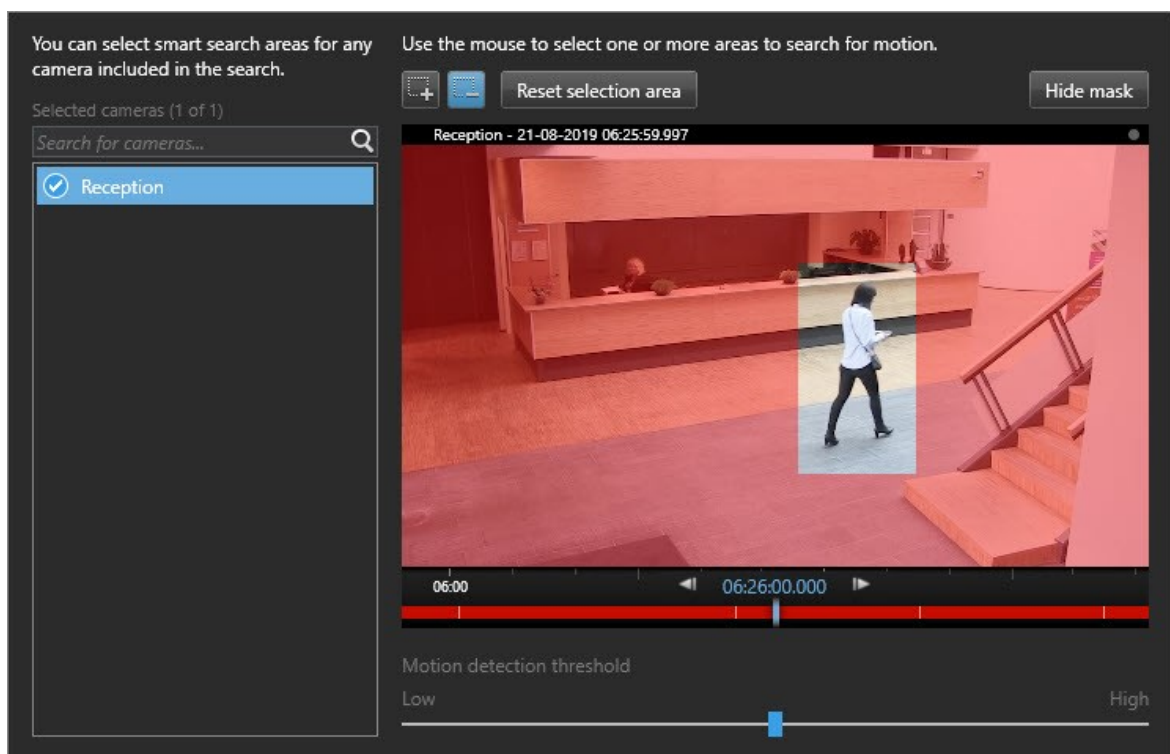 You can select smart search areas for any
camera included in the search.
Selected cameras (1 of 1)
Search for cameras...
Reception
Use the mouse to select one or more areas to search for motion.
Reset selection area
Hide mask
Reception - 21-08-2019 06:25:59.997
06:00
06:26:00.000
Motion detection threshold
Low
High